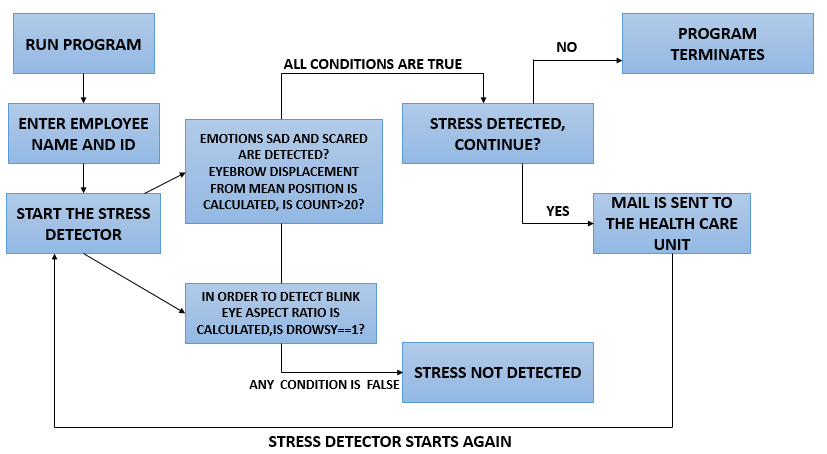 RUN PROGRAM
ENTER EMPLOYEE
NAME AND ID
START THE STRESS
DETECTOR
EMOTIONS SAD AND SCARED
ARE DETECTED?
EYEBROW DISPLACEMENT
FROM MEAN POSITION IS
CALCULATED, IS COUNT>20?
IN ORDER TO DETECT BLINK
EYE ASPECT RATIO IS
CALCULATED,IS DROWSY==1?
ALL CONDITIONS ARE TRUE
STRESS DETECTED,
CONTINUE?
NO
PROGRAM
TERMINATES
YES
MAIL IS SENT TO
THE HEALTH CARE
UNIT
ANY CONDITION IS FALSE
STRESS NOT DETECTED
STRESS DETECTOR STARTS AGAIN